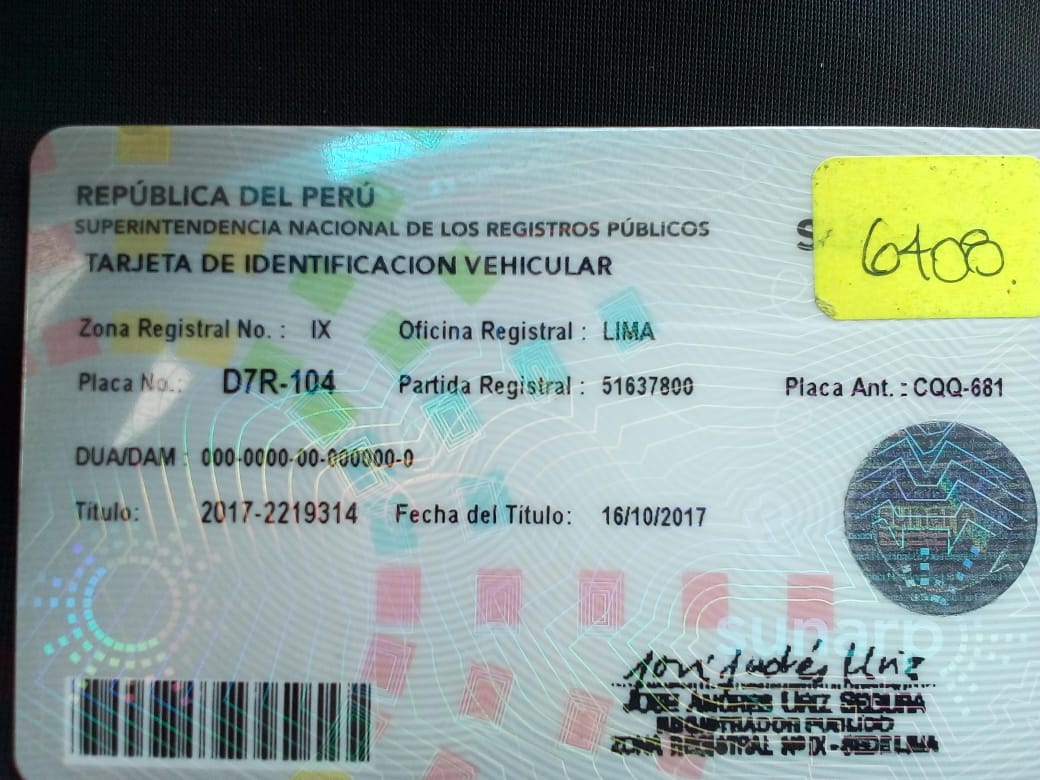 REPÚBLICA DEL PERÚ
SUPERINTENDENCIA NACIONAL DE LOS REGISTROS PÚBLICOS
TARJETA DE IDENTIFICACION VEHICULAR
6408
Zona Registral No. : IX Oficina Registral : LIMA
Placa No.: D7R-104 Partida Registral : 51637800 Placa Ant. : CQQ-681
DUA/DAM : 000-0000-00-000000-0
Título: 2017-2219314 Fecha del Título: 16/10/2017
sunarp
URIZ SEGURA
REGISTRADOR PUBLICO
ZONA REGISTRAL Nº IX - SEDE LIMA